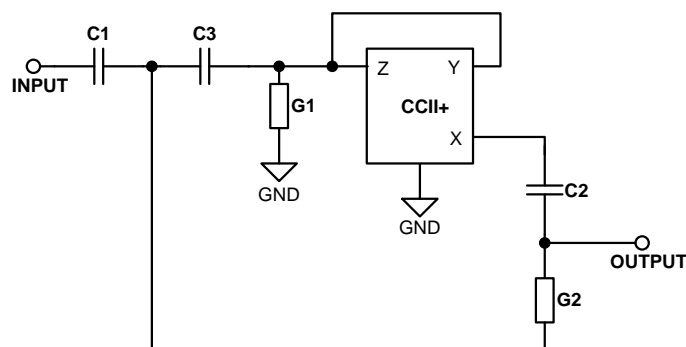 C1
C3
INPUT
G1
GND
Z
Y
CCII+
X
GND
C2
OUTPUT
G2